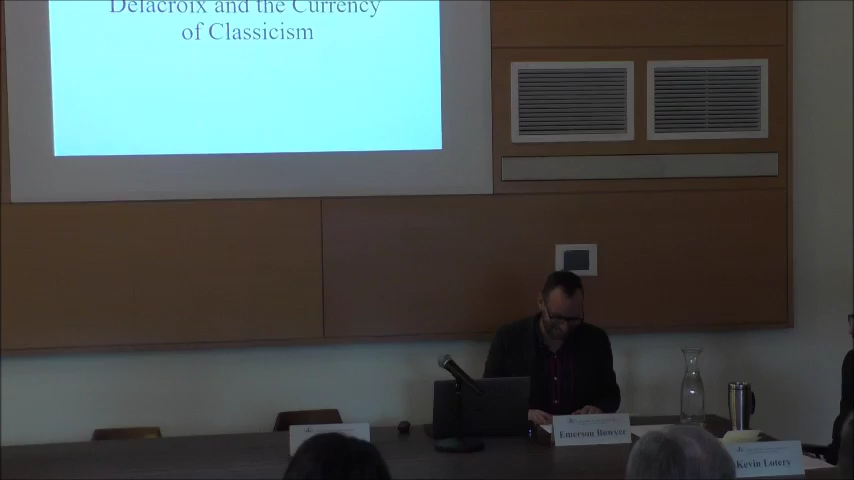 Delacroix and the Currency
of Classicism
Emerson Bowyer
Kevin Lotery